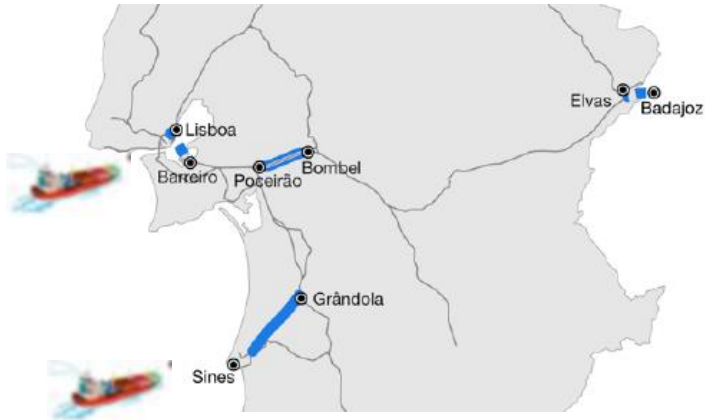 Elvas
Badajoz
Lisboa
Barreiro
Poceirão
Bombel
Grândola
Sines